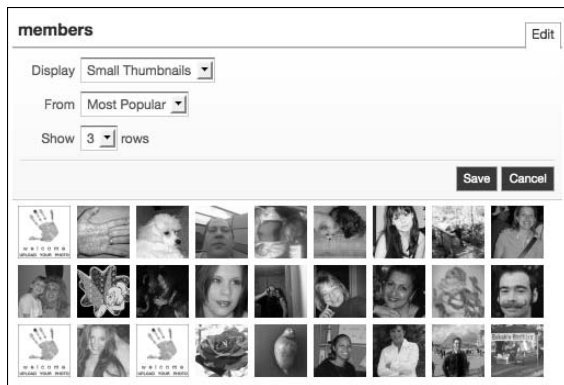 members
Edit
Display Small Thumbnails
From Most Popular
Show 3 rows
Save Cancel
welcome
UPLOAD YOUR PHOTO
welcome
UPLOAD YOUR PHOTO
welcome
UPLOAD YOUR PHOTO